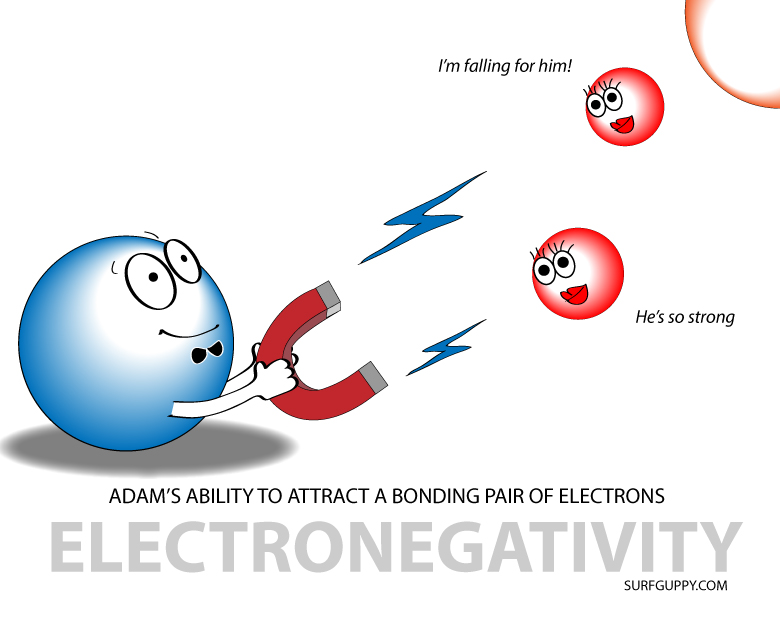 I'm falling for him!
He's so strong
ADAM'S ABILITY TO ATTRACT A BONDING PAIR OF ELECTRONS
ELECTRONEGATIVITY
SURFGUPPY.COM